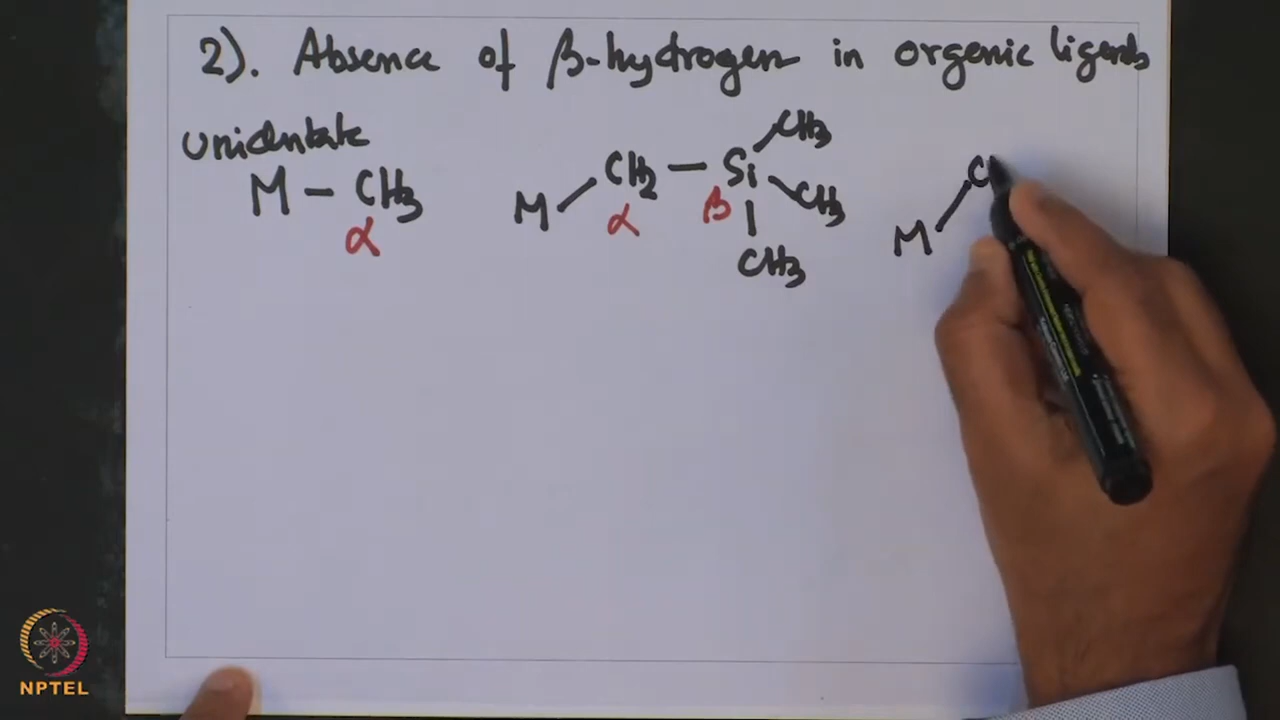 2). Absence of β-hydrogen in organic ligands
Unidentate
M — CH3
α
M — CH2 — Si
CH3
CH3
CH3
α
β
M — C
NPTEL